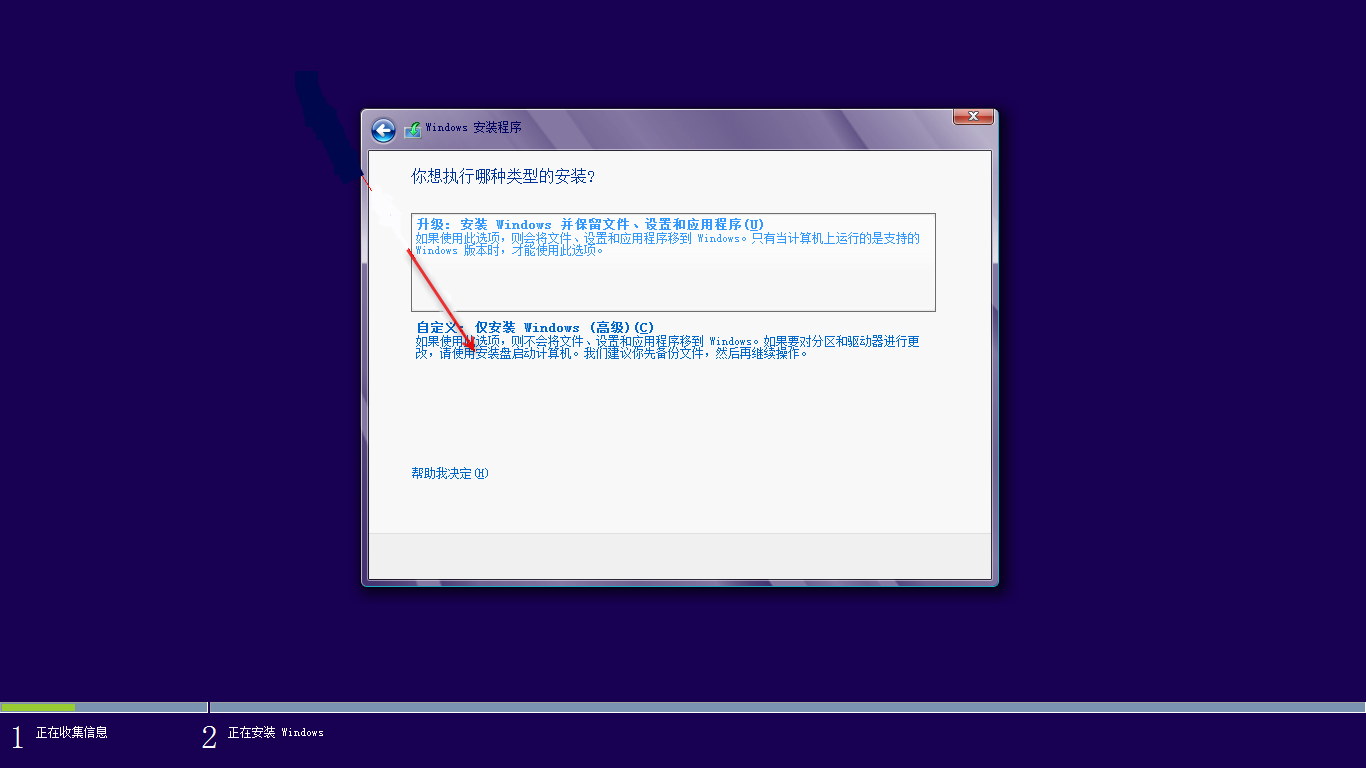 Windows 安装程序
你想执行哪种类型的安装?
升级: 安装 Windows 并保留文件、设置和应用程序(U)
如果使用此选项，则会将文件、设置和应用程序移到 Windows。只有当计算机上运行的是支持的
Windows 版本时，才能使用此选项。
自定义: 仅安装 Windows (高级)(C)
如果使用此选项，则不会将文件、设置和应用程序移到 Windows。如果要对分区和驱动器进行更
改，请使用安装盘启动计算机。我们建议你先备份文件，然后再继续操作。
帮助我决定(H)
1 正在收集信息
2 正在安装 Windows